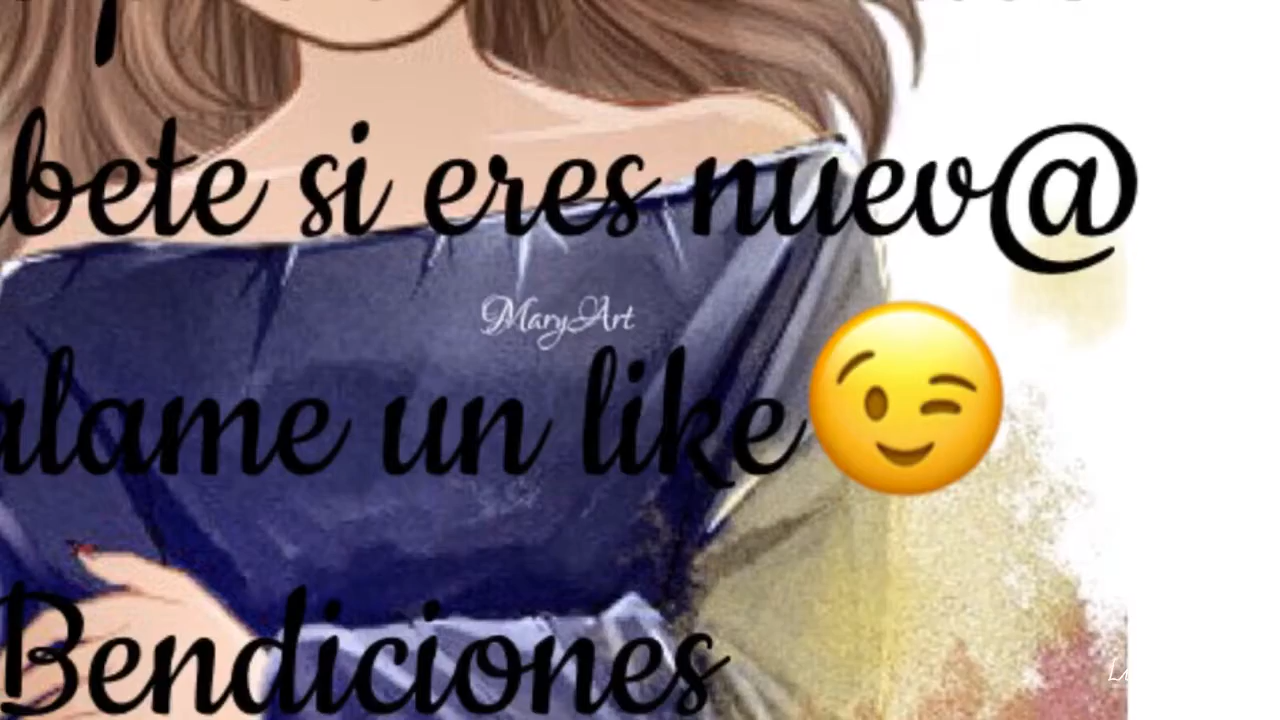 bete si eres nuev@
MaryArt
alame un like😉
Bendiciones